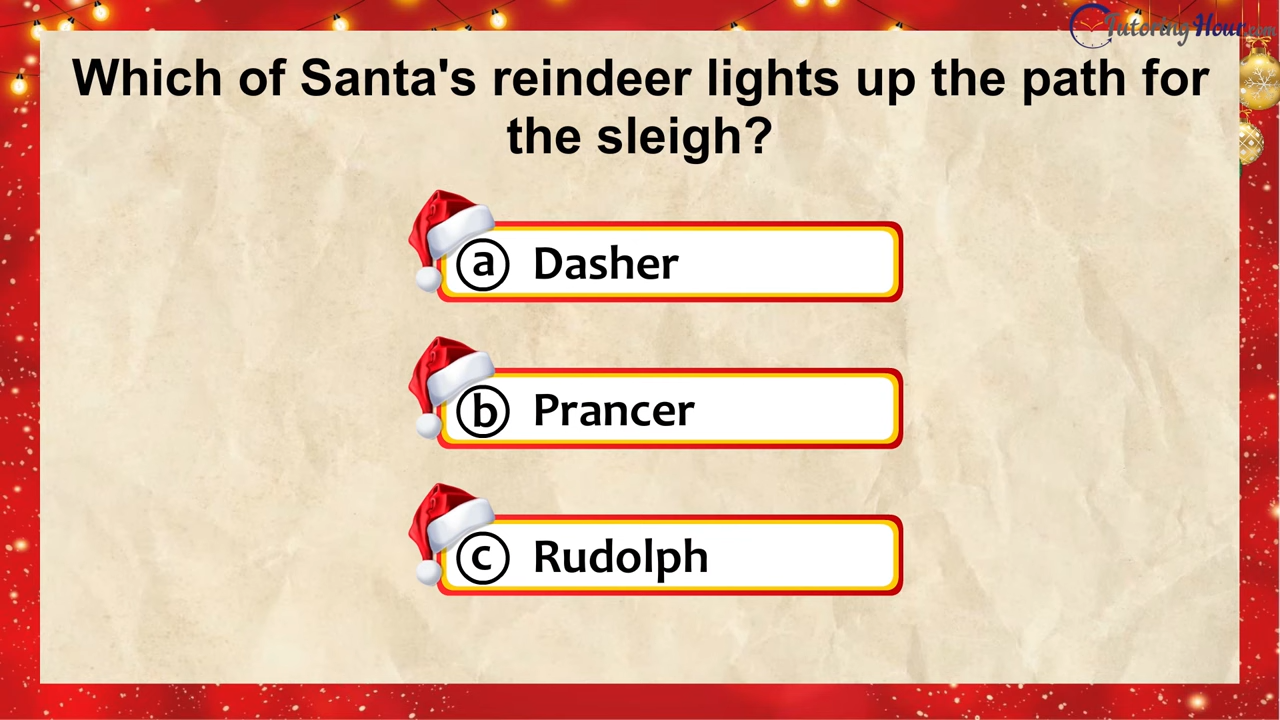 TutoringHour.com
Which of Santa's reindeer lights up the path for
the sleigh?
a Dasher
b Prancer
c Rudolph